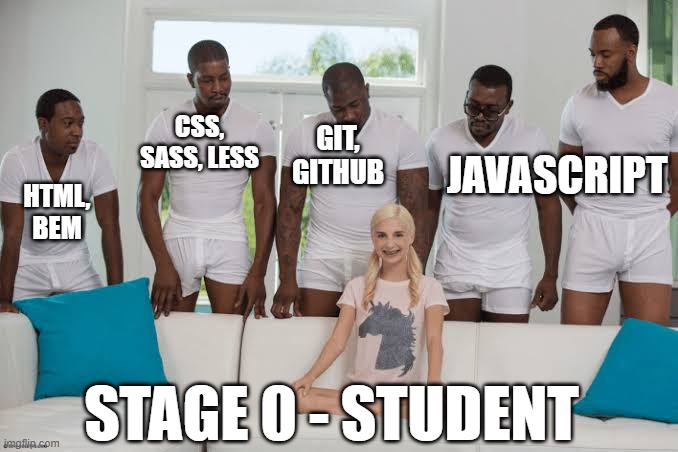 CSS,
SASS, LESS
GIT,
GITHUB
JAVASCRIPT
HTML,
BEM
STAGE 0 - STUDENT
imgflip.com